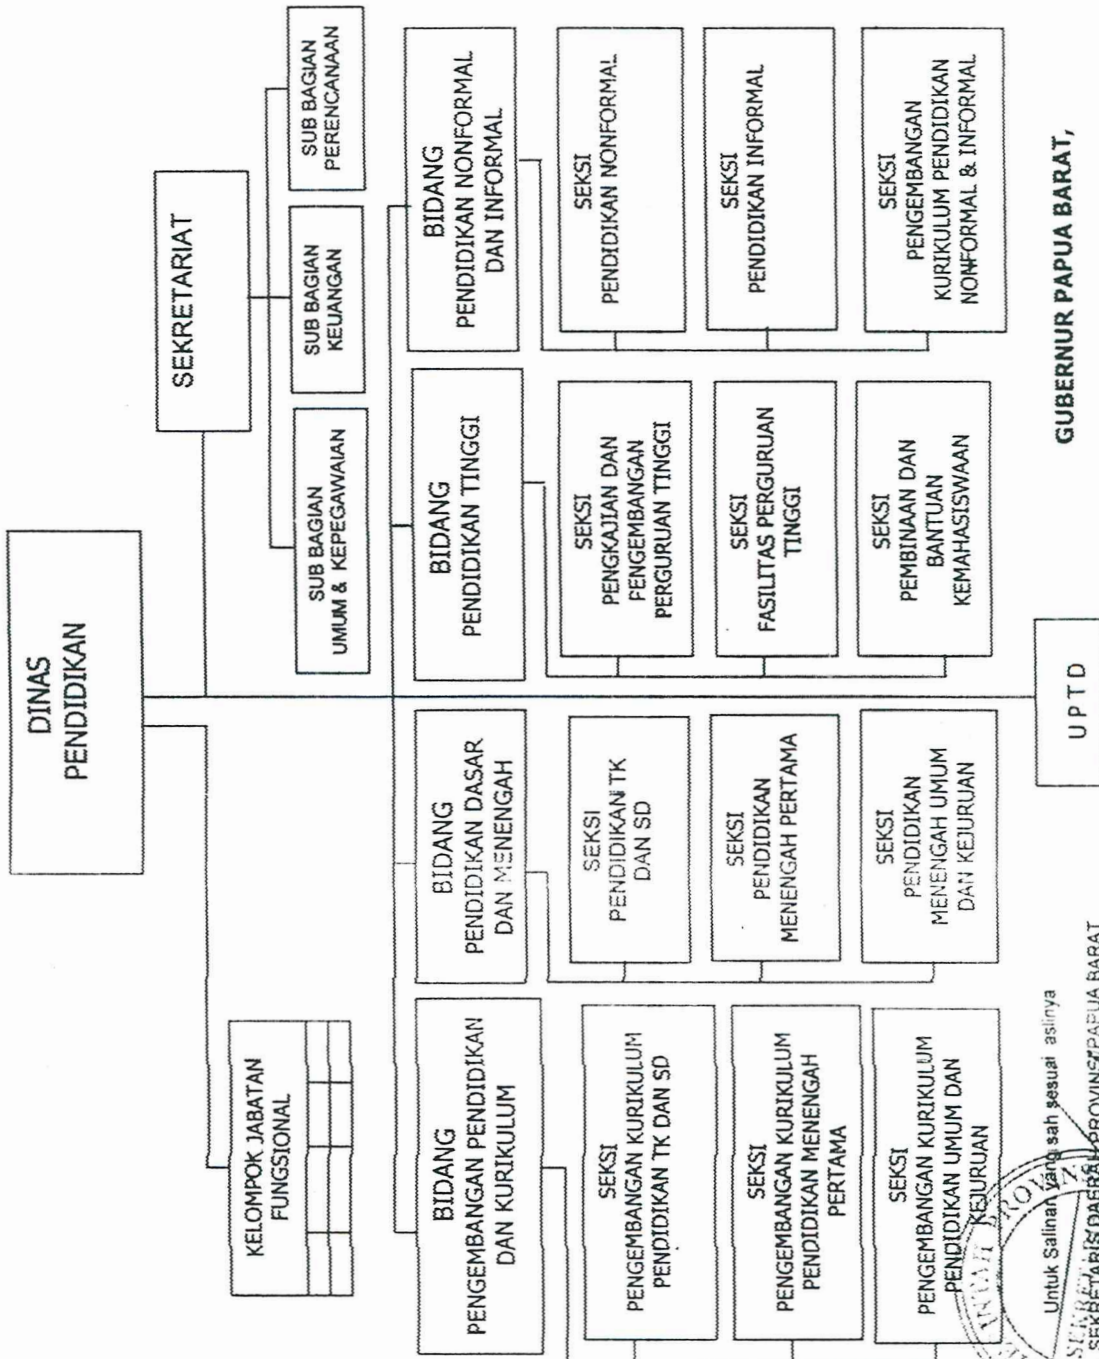 DINAS
PENDIDIKAN
KELOMPOK JABATAN
FUNGSIONAL
SEKRETARIAT
SUB BAGIAN
UMUM & KEPEGAWAIAN
SUB BAGIAN
KEUANGAN
SUB BAGIAN
PERENCANAAN
BIDANG
PENGEMBANGAN PENDIDIKAN
DAN KURIKULUM
SEKSI
PENGEMBANGAN KURIKULUM
PENDIDIKAN TK DAN SD
SEKSI
PENGEMBANGAN KURIKULUM
PENDIDIKAN MENENGAH
PERTAMA
SEKSI
PENGEMBANGAN KURIKULUM
PENDIDIKAN UMUM DAN
KEJURUAN
BIDANG
PENDIDIKAN DASAR
DAN MENENGAH
SEKSI
PENDIDIKAN TK
DAN SD
SEKSI
PENDIDIKAN
MENENGAH PERTAMA
SEKSI
PENDIDIKAN
MENENGAH UMUM
DAN KEJURUAN
BIDANG
PENDIDIKAN TINGGI
SEKSI
PENGKAJIAN DAN
PENGEMBANGAN
PERGURUAN TINGGI
SEKSI
FASILITAS PERGURUAN
TINGGI
SEKSI
PEMBINAAN DAN
BANTUAN
KEMAHASISWAAN
BIDANG
PENDIDIKAN NONFORMAL
DAN INFORMAL
SEKSI
PENDIDIKAN NONFORMAL
SEKSI
PENDIDIKAN INFORMAL
SEKSI
PENGEMBANGAN
KURIKULUM PENDIDIKAN
NONFORMAL & INFORMAL
U P T D
GUBERNUR PAPUA BARAT,
Untuk Salinan yang sah sesuai aslinya
SEKRETARIS DAERAH PROVINSI PAPUA BARAT